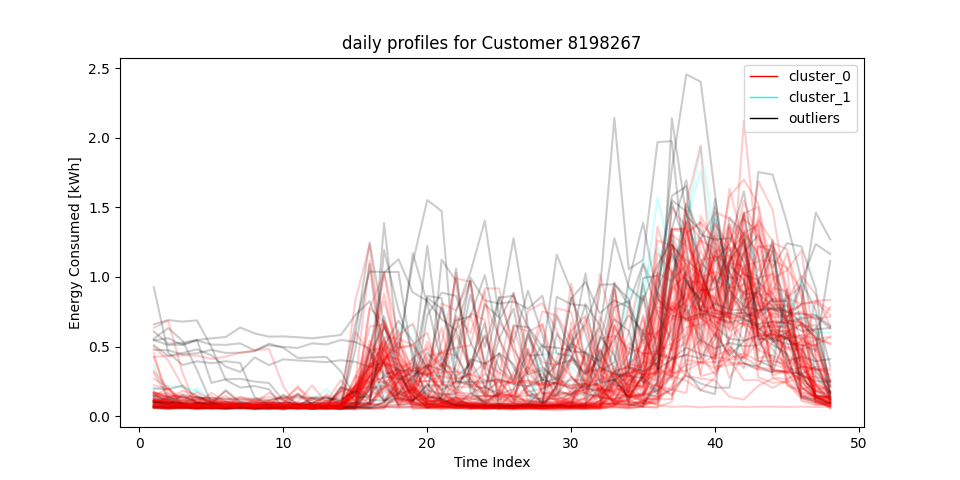 daily profiles for Customer 8198267
cluster_0
cluster_1
outliers
Energy Consumed [kWh]
2.5
2.0
1.5
1.0
0.5
0.0
0
10
20
30
40
50
Time Index